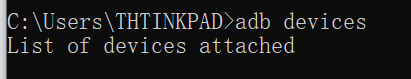 C:\Users\THTINKPAD>adb devices
List of devices attached